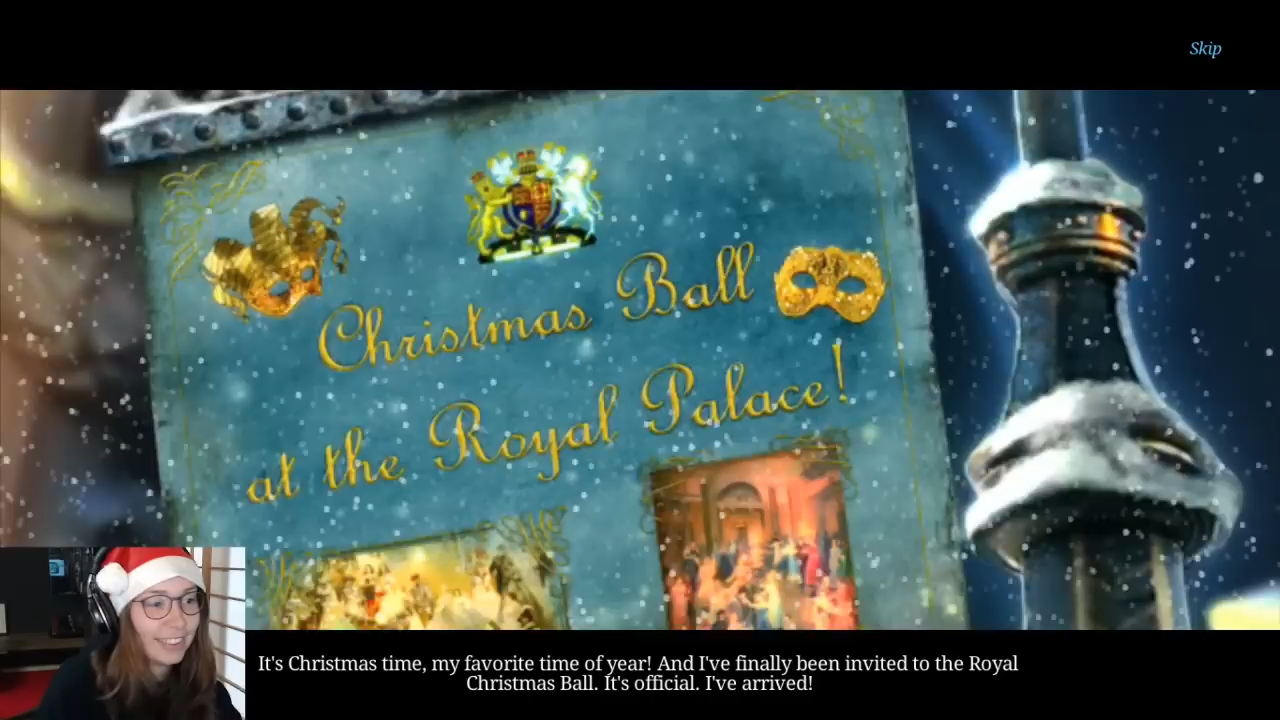 Skip
Christmas Ball
at the Royal Palace!
It's Christmas time, my favorite time of year! And I've finally been invited to the Royal
Christmas Ball. It's official. I've arrived!